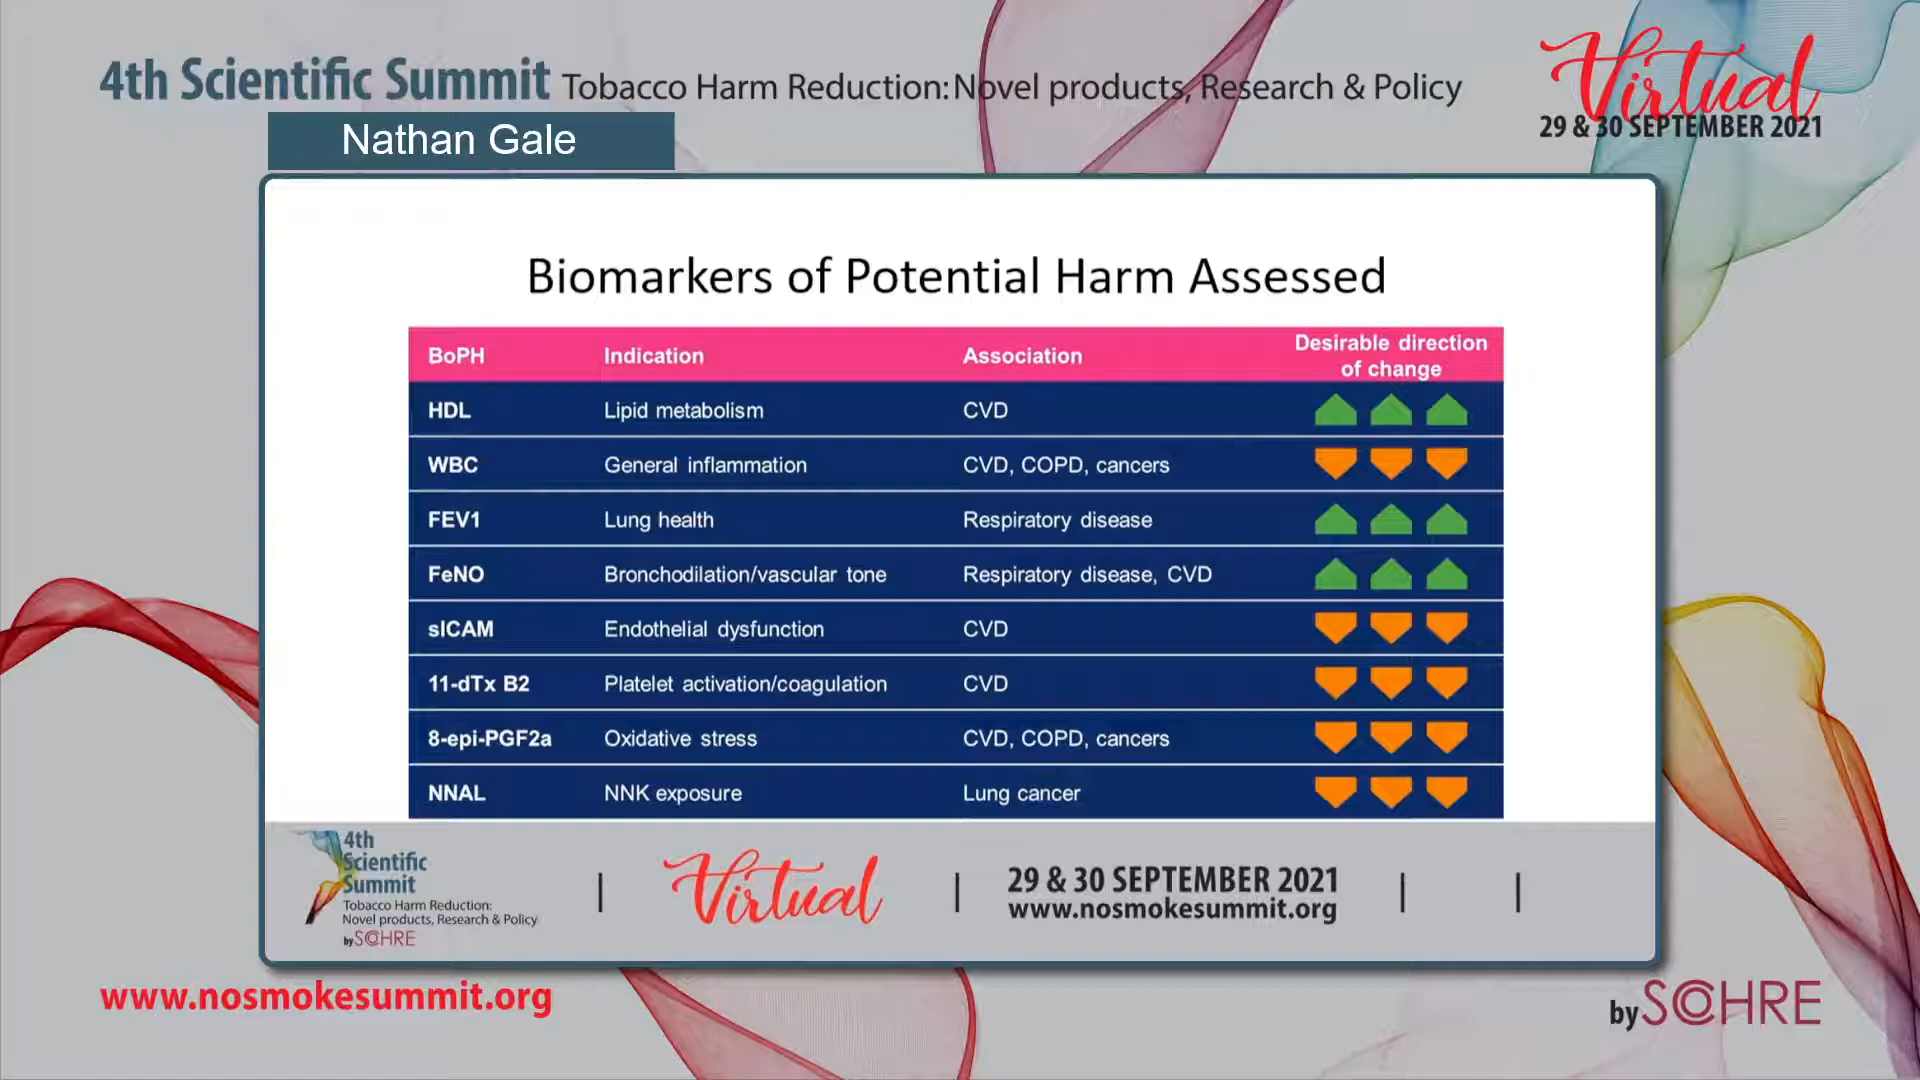 4th Scientific Summit Tobacco Harm Reduction: Novel products, Research & Policy
Virtual
29 & 30 SEPTEMBER 2021
Nathan Gale
Biomarkers of Potential Harm Assessed
BoPH Indication Association Desirable direction of change
HDL Lipid metabolism CVD
WBC General inflammation CVD, COPD, cancers
FEV1 Lung health Respiratory disease
FeNO Bronchodilation/vascular tone Respiratory disease, CVD
sICAM Endothelial dysfunction CVD
11-dTx B2 Platelet activation/coagulation CVD
8-epi-PGF2a Oxidative stress CVD, COPD, cancers
NNAL NNK exposure Lung cancer
4th
Scientific
Summit
Tobacco Harm Reduction:
Novel products, Research & Policy
by SCOHRE
Virtual
29 & 30 SEPTEMBER 2021
www.nosmokesummit.org
www.nosmokesummit.org
by SCOHRE